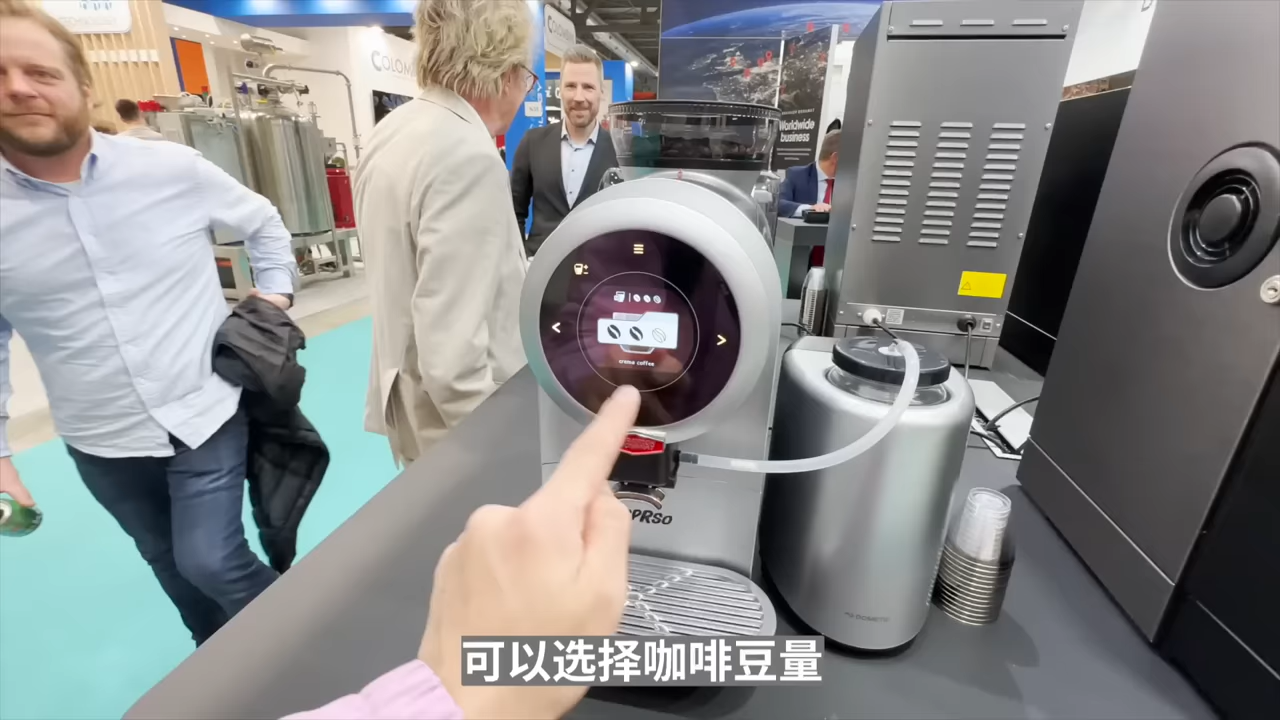 COLOM
Worldwide
business
crema coffee
PRSO
DOMETIC
可以选择咖啡豆量